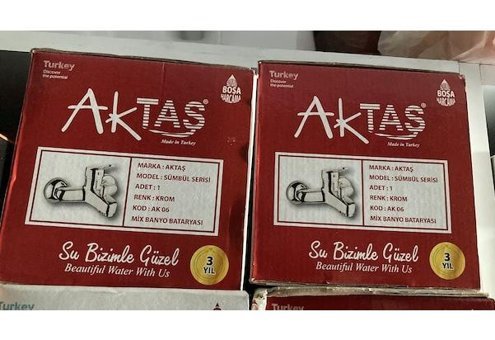 Turkey
Discover
the potential
BOŞA
HARCAMA
AKTAŞ®
Made in Turkey
MARKA : AKTAŞ
MODEL : SÜMBÜL SERİSİ
ADET : 1
RENK : KROM
KOD : AK 06
MİX BANYO BATARYASI
Su Bizimle Güzel
Beautiful Water With Us
3
YIL
Turkey
Discover
the potential
BOŞA
HARCAMA
AKTAŞ®
Made in Turkey
MARKA : AKTAŞ
MODEL : SÜMBÜL SERİSİ
ADET : 1
RENK : KROM
KOD : AK 06
MİX BANYO BATARYASI
Su Bizimle Güzel
Beautiful Water With Us
3
YIL
Turkey
Turkey